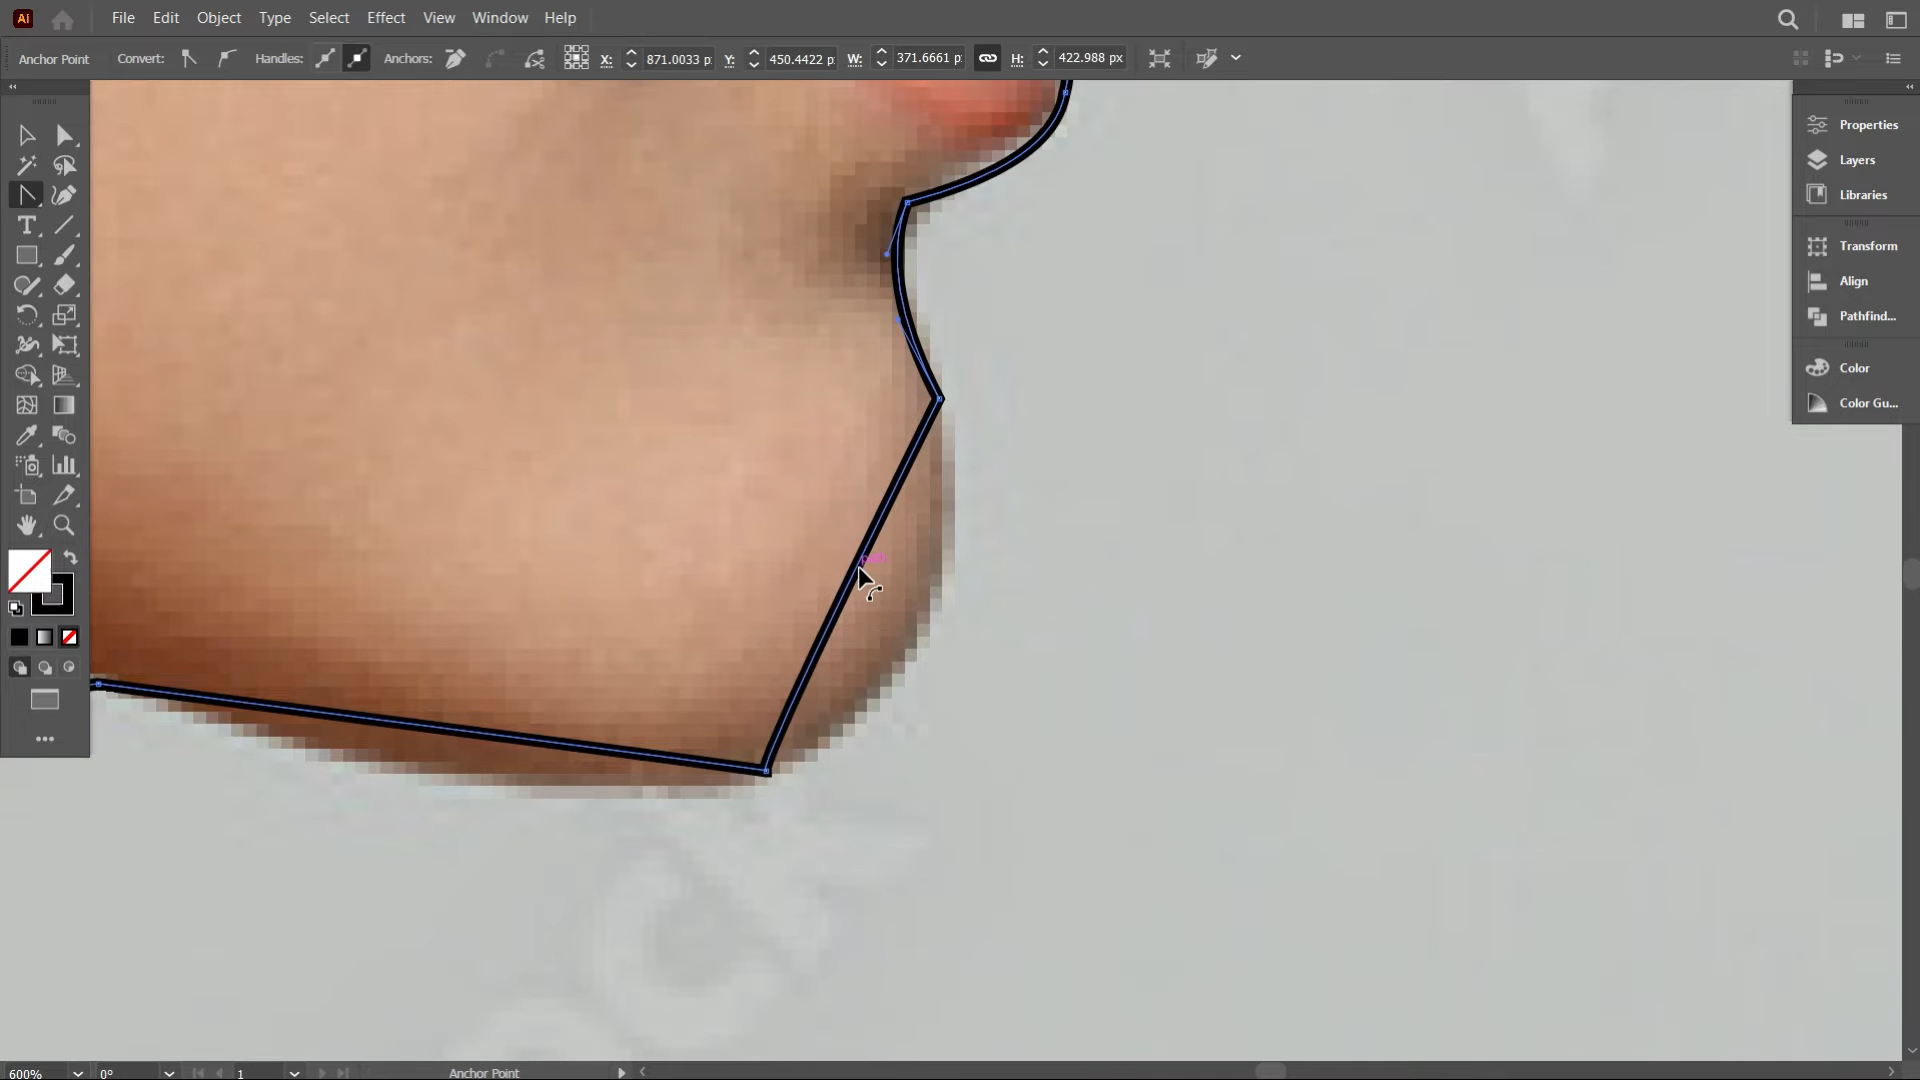 Ai File Edit Object Type Select Effect View Window Help
Anchor Point Convert: Handles: Anchors: X: 871.0033 p Y: 450.4422 p W: 371.6661 p H: 422.988 px
Properties
Layers
Libraries
Transform
Align
Pathfind...
Color
Color Gu...
600% 0° 1 Anchor Point